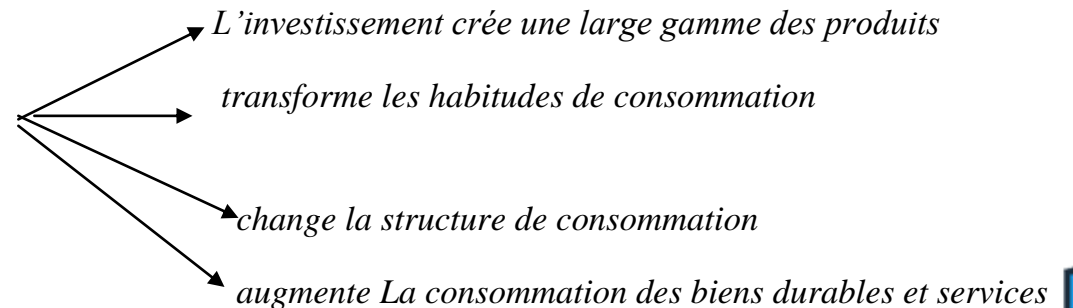 L’investissement crée une large gamme des produits
transforme les habitudes de consommation
change la structure de consommation
augmente La consommation des biens durables et services